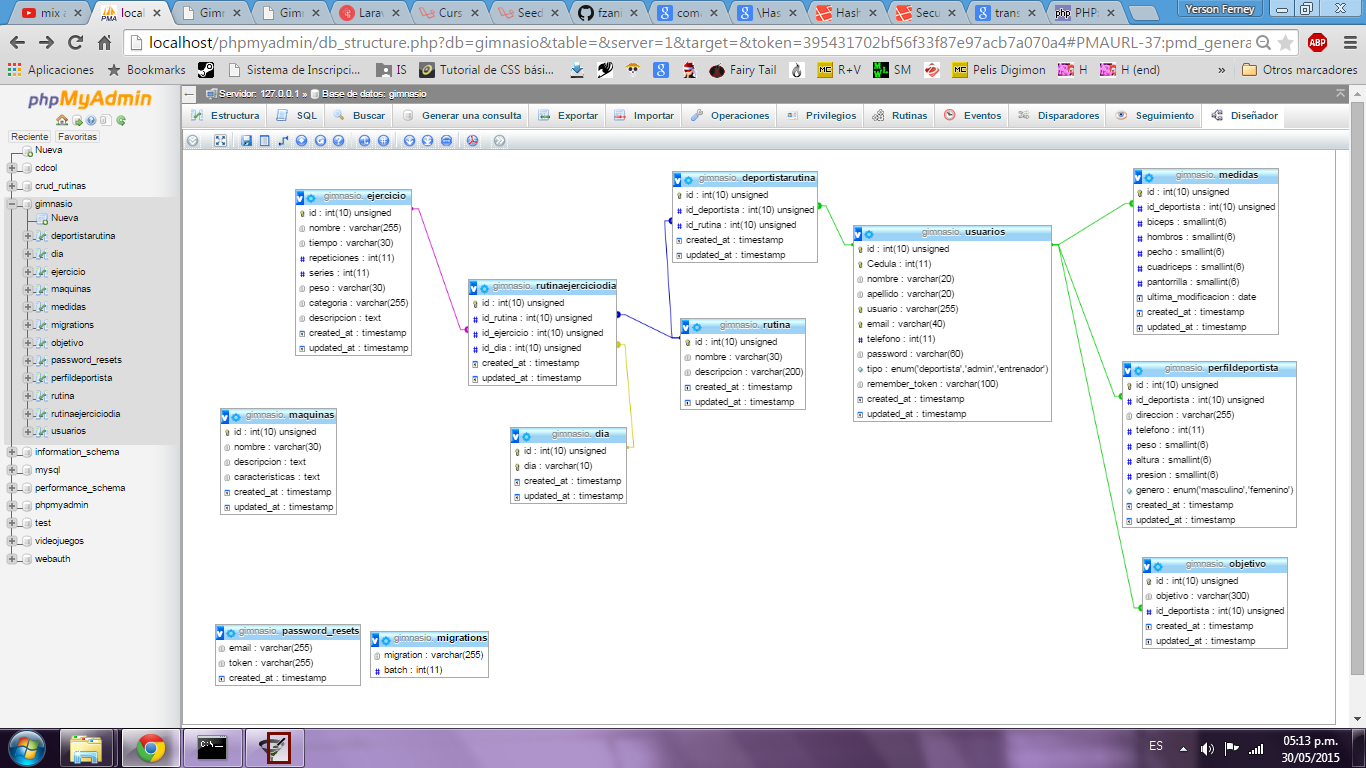 mix a
local
Gimn
Gimn
Larav
Curs
Seed
fzani
coma
\Has
Hash
Secu
trans
PHP:
Yerson Ferney
localhost/phpmyadmin/db_structure.php?db=gimnasio&table=&server=1&target=&token=395431702bf56f33f87e97acb7a070a4#PMAURL-37:pmd_genera
ABP
Aplicaciones
Bookmarks
Sistema de Inscripci...
IS
Tutorial de CSS bási...
Fairy Tail
MC R+V
SM
MC Pelis Digimon
H
H (end)
»
Otros marcadores
phpMyAdmin
Reciente Favoritas
Nueva
cdcol
crud_rutinas
gimnasio
Nueva
deportistarutina
dia
ejercicio
maquinas
medidas
migrations
objetivo
password_resets
perfildeportista
rutina
rutinaejerciciodia
usuarios
information_schema
mysql
performance_schema
phpmyadmin
test
videojuegos
webauth
Servidor: 127.0.0.1 » Base de datos: gimnasio
Estructura SQL Buscar Generar una consulta Exportar Importar Operaciones Privilegios Rutinas Eventos Disparadores Seguimiento Diseñador
gimnasio. ejercicio
id : int(10) unsigned
nombre : varchar(255)
tiempo : varchar(30)
repeticiones : int(11)
series : int(11)
peso : varchar(30)
categoria : varchar(255)
descripcion : text
created_at : timestamp
updated_at : timestamp
gimnasio. rutinaejerciciodia
id : int(10) unsigned
id_rutina : int(10) unsigned
id_ejercicio : int(10) unsigned
id_dia : int(10) unsigned
created_at : timestamp
updated_at : timestamp
gimnasio. deportistarutina
id : int(10) unsigned
id_deportista : int(10) unsigned
id_rutina : int(10) unsigned
created_at : timestamp
updated_at : timestamp
gimnasio. rutina
id : int(10) unsigned
nombre : varchar(30)
descripcion : varchar(200)
created_at : timestamp
updated_at : timestamp
gimnasio. usuarios
id : int(10) unsigned
Cedula : int(11)
nombre : varchar(20)
apellido : varchar(20)
usuario : varchar(255)
email : varchar(40)
telefono : int(11)
password : varchar(60)
tipo : enum('deportista','admin','entrenador')
remember_token : varchar(100)
created_at : timestamp
updated_at : timestamp
gimnasio. medidas
id : int(10) unsigned
id_deportista : int(10) unsigned
biceps : smallint(6)
hombros : smallint(6)
pecho : smallint(6)
cuadriceps : smallint(6)
pantorrilla : smallint(6)
ultima_modificacion : date
created_at : timestamp
updated_at : timestamp
gimnasio. perfildeportista
id : int(10) unsigned
id_deportista : int(10) unsigned
direccion : varchar(255)
telefono : int(11)
peso : smallint(6)
altura : smallint(6)
presion : smallint(6)
genero : enum('masculino','femenino')
created_at : timestamp
updated_at : timestamp
gimnasio. objetivo
id : int(10) unsigned
objetivo : varchar(300)
id_deportista : int(10) unsigned
created_at : timestamp
updated_at : timestamp
gimnasio. maquinas
id : int(10) unsigned
nombre : varchar(30)
descripcion : text
caracteristicas : text
created_at : timestamp
updated_at : timestamp
gimnasio. dia
id : int(10) unsigned
dia : varchar(10)
created_at : timestamp
updated_at : timestamp
gimnasio. password_resets
email : varchar(255)
token : varchar(255)
created_at : timestamp
gimnasio. migrations
migration : varchar(255)
batch : int(11)
ES
05:13 p.m.
30/05/2015